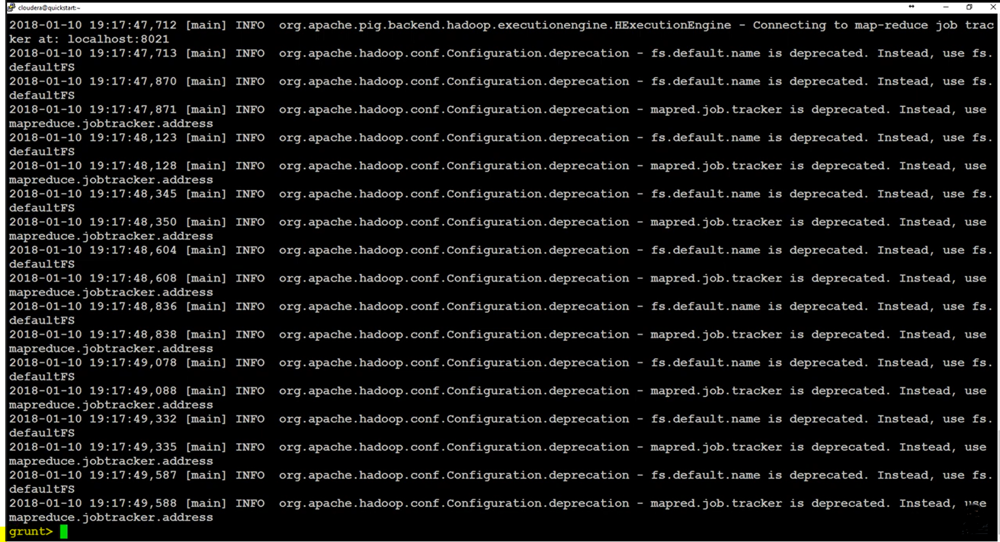 cloudera@quickstart:~
2018-01-10 19:17:47,712 [main] INFO  org.apache.pig.backend.hadoop.executionengine.HExecutionEngine - Connecting to map-reduce job trac
ker at: localhost:8021
2018-01-10 19:17:47,713 [main] INFO  org.apache.hadoop.conf.Configuration.deprecation - fs.default.name is deprecated. Instead, use fs.
defaultFS
2018-01-10 19:17:47,870 [main] INFO  org.apache.hadoop.conf.Configuration.deprecation - fs.default.name is deprecated. Instead, use fs.
defaultFS
2018-01-10 19:17:47,871 [main] INFO  org.apache.hadoop.conf.Configuration.deprecation - mapred.job.tracker is deprecated. Instead, use
mapreduce.jobtracker.address
2018-01-10 19:17:48,123 [main] INFO  org.apache.hadoop.conf.Configuration.deprecation - fs.default.name is deprecated. Instead, use fs.
defaultFS
2018-01-10 19:17:48,128 [main] INFO  org.apache.hadoop.conf.Configuration.deprecation - mapred.job.tracker is deprecated. Instead, use
mapreduce.jobtracker.address
2018-01-10 19:17:48,345 [main] INFO  org.apache.hadoop.conf.Configuration.deprecation - fs.default.name is deprecated. Instead, use fs.
defaultFS
2018-01-10 19:17:48,350 [main] INFO  org.apache.hadoop.conf.Configuration.deprecation - mapred.job.tracker is deprecated. Instead, use
mapreduce.jobtracker.address
2018-01-10 19:17:48,604 [main] INFO  org.apache.hadoop.conf.Configuration.deprecation - fs.default.name is deprecated. Instead, use fs.
defaultFS
2018-01-10 19:17:48,608 [main] INFO  org.apache.hadoop.conf.Configuration.deprecation - mapred.job.tracker is deprecated. Instead, use
mapreduce.jobtracker.address
2018-01-10 19:17:48,836 [main] INFO  org.apache.hadoop.conf.Configuration.deprecation - fs.default.name is deprecated. Instead, use fs.
defaultFS
2018-01-10 19:17:48,838 [main] INFO  org.apache.hadoop.conf.Configuration.deprecation - mapred.job.tracker is deprecated. Instead, use
mapreduce.jobtracker.address
2018-01-10 19:17:49,078 [main] INFO  org.apache.hadoop.conf.Configuration.deprecation - fs.default.name is deprecated. Instead, use fs.
defaultFS
2018-01-10 19:17:49,088 [main] INFO  org.apache.hadoop.conf.Configuration.deprecation - mapred.job.tracker is deprecated. Instead, use
mapreduce.jobtracker.address
2018-01-10 19:17:49,332 [main] INFO  org.apache.hadoop.conf.Configuration.deprecation - fs.default.name is deprecated. Instead, use fs.
defaultFS
2018-01-10 19:17:49,335 [main] INFO  org.apache.hadoop.conf.Configuration.deprecation - mapred.job.tracker is deprecated. Instead, use
mapreduce.jobtracker.address
2018-01-10 19:17:49,587 [main] INFO  org.apache.hadoop.conf.Configuration.deprecation - fs.default.name is deprecated. Instead, use fs.
defaultFS
2018-01-10 19:17:49,588 [main] INFO  org.apache.hadoop.conf.Configuration.deprecation - mapred.job.tracker is deprecated. Instead, use
mapreduce.jobtracker.address
grunt>